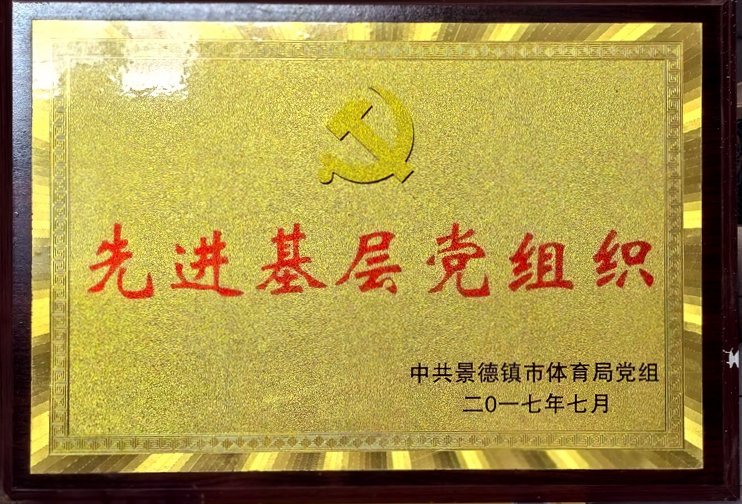 先进基层党组织
中共景德镇市体育局党组
二0一七年七月